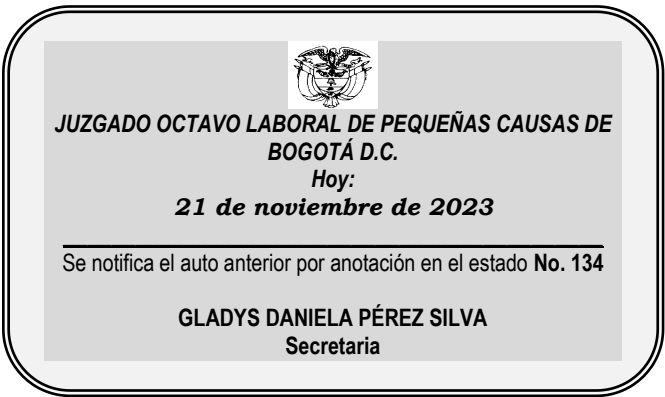 JUZGADO OCTAVO LABORAL DE PEQUEÑAS CAUSAS DE
BOGOTÁ D.C.
Hoy:
21 de noviembre de 2023
Se notifica el auto anterior por anotación en el estado No. 134
GLADYS DANIELA PÉREZ SILVA
Secretaria